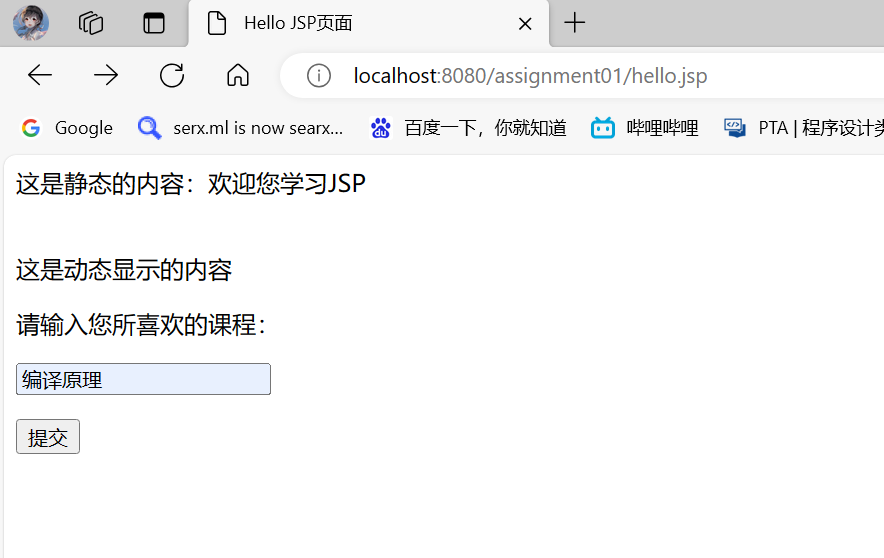 Hello JSP页面
localhost:8080/assignment01/hello.jsp
Google serx.ml is now searx... 百度一下，你就知道 哔哩哔哩 PTA | 程序设计类
这是静态的内容：欢迎您学习JSP
这是动态显示的内容
请输入您所喜欢的课程：
编译原理
提交